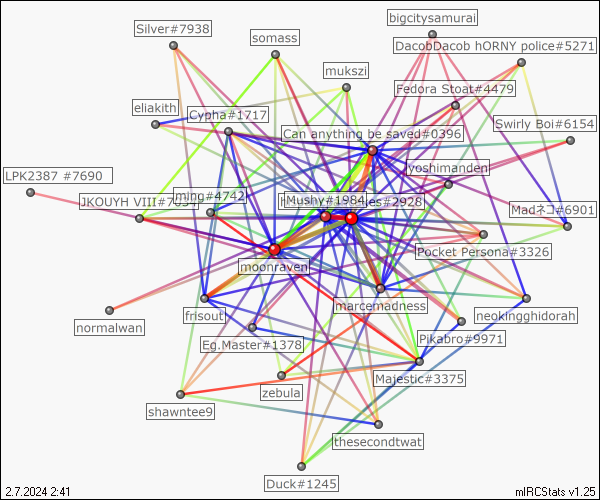 bigcitysamurai
Silver#7938
somass
DacobDacob hORNY police#5271
mukszi
Fedora Stoat#4479
eliakith
Cypha#1717
Swirly Boi#6154
Can anything be saved#0396
yoshimanden
LPK2387 #7690
ming#4742
JKOUYH VIII#7
Mushy#1984
es#2928
Madネコ#6901
Pocket Persona#3326
moonraven
marcemadness
frisout
neokingghidorah
normalwan
Eg.Master#1378
Pikabro#9971
Majestic#3375
zebula
shawntee9
thesecondtwat
Duck#1245
2.7.2024 2:41
mIRCStats v1.25